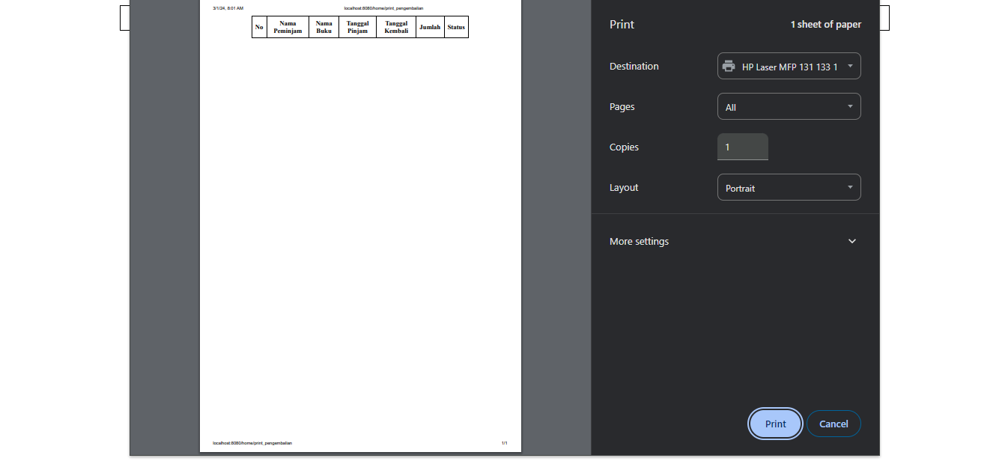 3/1/24, 8:01 AM localhost:8080/home/print_pengembalian
No Nama Peminjam Nama Buku Tanggal Pinjam Tanggal Kembali Jumlah Status
localhost:8080/home/print_pengembalian 1/1
Print 1 sheet of paper
Destination HP Laser MFP 131 133 1
Pages All
Copies 1
Layout Portrait
More settings
Print Cancel